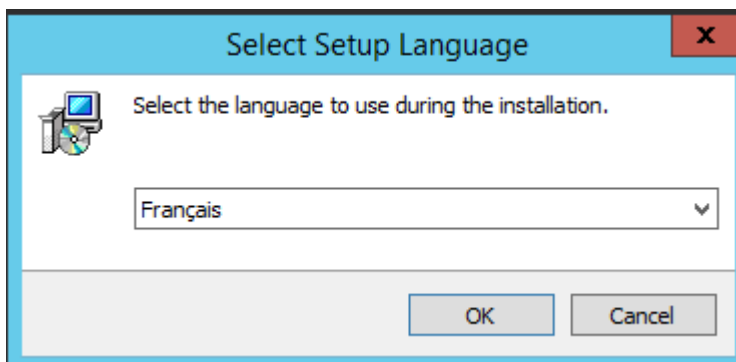 Select Setup Language
Select the language to use during the installation.
Français
OK
Cancel